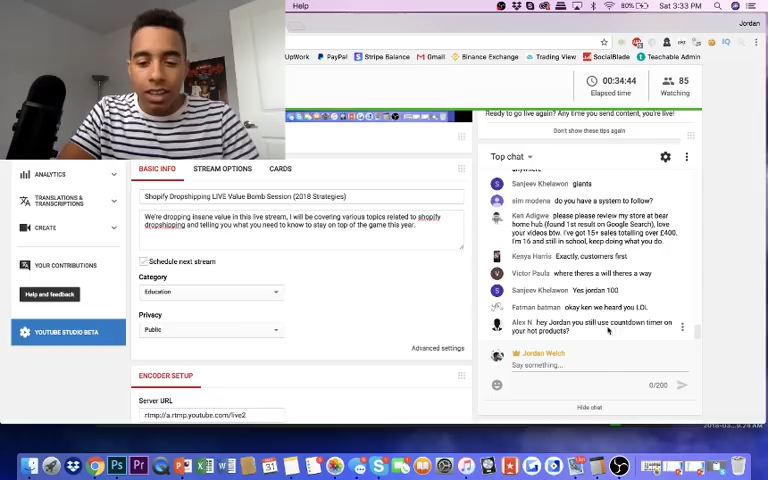 Help
80%
Sat 3:33 PM
Jordan
UpWork
PayPal
Stripe Balance
Gmail
Binance Exchange
Trading View
SocialBlade
Teachable Admin
00:34:44
Elapsed time
85
Watching
Ready to go live again? Any time you send content, you're live!
Don't show these tips again
Top chat
anywhere
Sanjeev Khelawon giants
sim modena do you have a system to follow?
Ken Adigwe please please review my store at bear
home hub (found 1st result on Google Search), love
your videos btw. i've got 15+ sales totalling over £400.
I'm 16 and still in school, keep doing what you do.
Kenya Harris Exactly, customers first
Victor Paula where theres a will theres a way
Sanjeev Khelawon Yes jordan 100
Fatman batman okay ken we heard you LOL
Alex N hey Jordan you still use countdown timer on
your hot products?
Jordan Welch
Say something...
0/200
Hide chat
ANALYTICS
TRANSLATIONS &
TRANSCRIPTIONS
CREATE
YOUR CONTRIBUTIONS
Help and feedback
YOUTUBE STUDIO BETA
BASIC INFO
STREAM OPTIONS
CARDS
Shopify Dropshipping LIVE Value Bomb Session (2018 Strategies)
We're dropping insane value in this live stream, I will be covering various topics related to shopify
dropshipping and telling you what you need to know to stay on top of the game this year.
Schedule next stream
Category
Education
Privacy
Public
Advanced settings
ENCODER SETUP
Server URL
rtmp://a.rtmp.youtube.com/live2